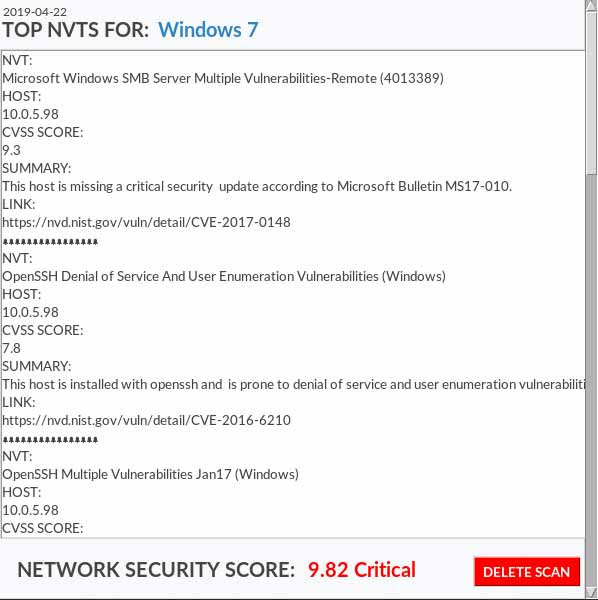 2019-04-22
TOP NVTS FOR: Windows 7
NVT:
Microsoft Windows SMB Server Multiple Vulnerabilities-Remote (4013389)
HOST:
10.0.5.98
CVSS SCORE:
9.3
SUMMARY:
This host is missing a critical security  update according to Microsoft Bulletin MS17-010.
LINK:
https://nvd.nist.gov/vuln/detail/CVE-2017-0148
****************
NVT:
OpenSSH Denial of Service And User Enumeration Vulnerabilities (Windows)
HOST:
10.0.5.98
CVSS SCORE:
7.8
SUMMARY:
This host is installed with openssh and  is prone to denial of service and user enumeration vulnerabiliti
LINK:
https://nvd.nist.gov/vuln/detail/CVE-2016-6210
****************
NVT:
OpenSSH Multiple Vulnerabilities Jan17 (Windows)
HOST:
10.0.5.98
CVSS SCORE:
NETWORK SECURITY SCORE: 9.82 Critical
DELETE SCAN